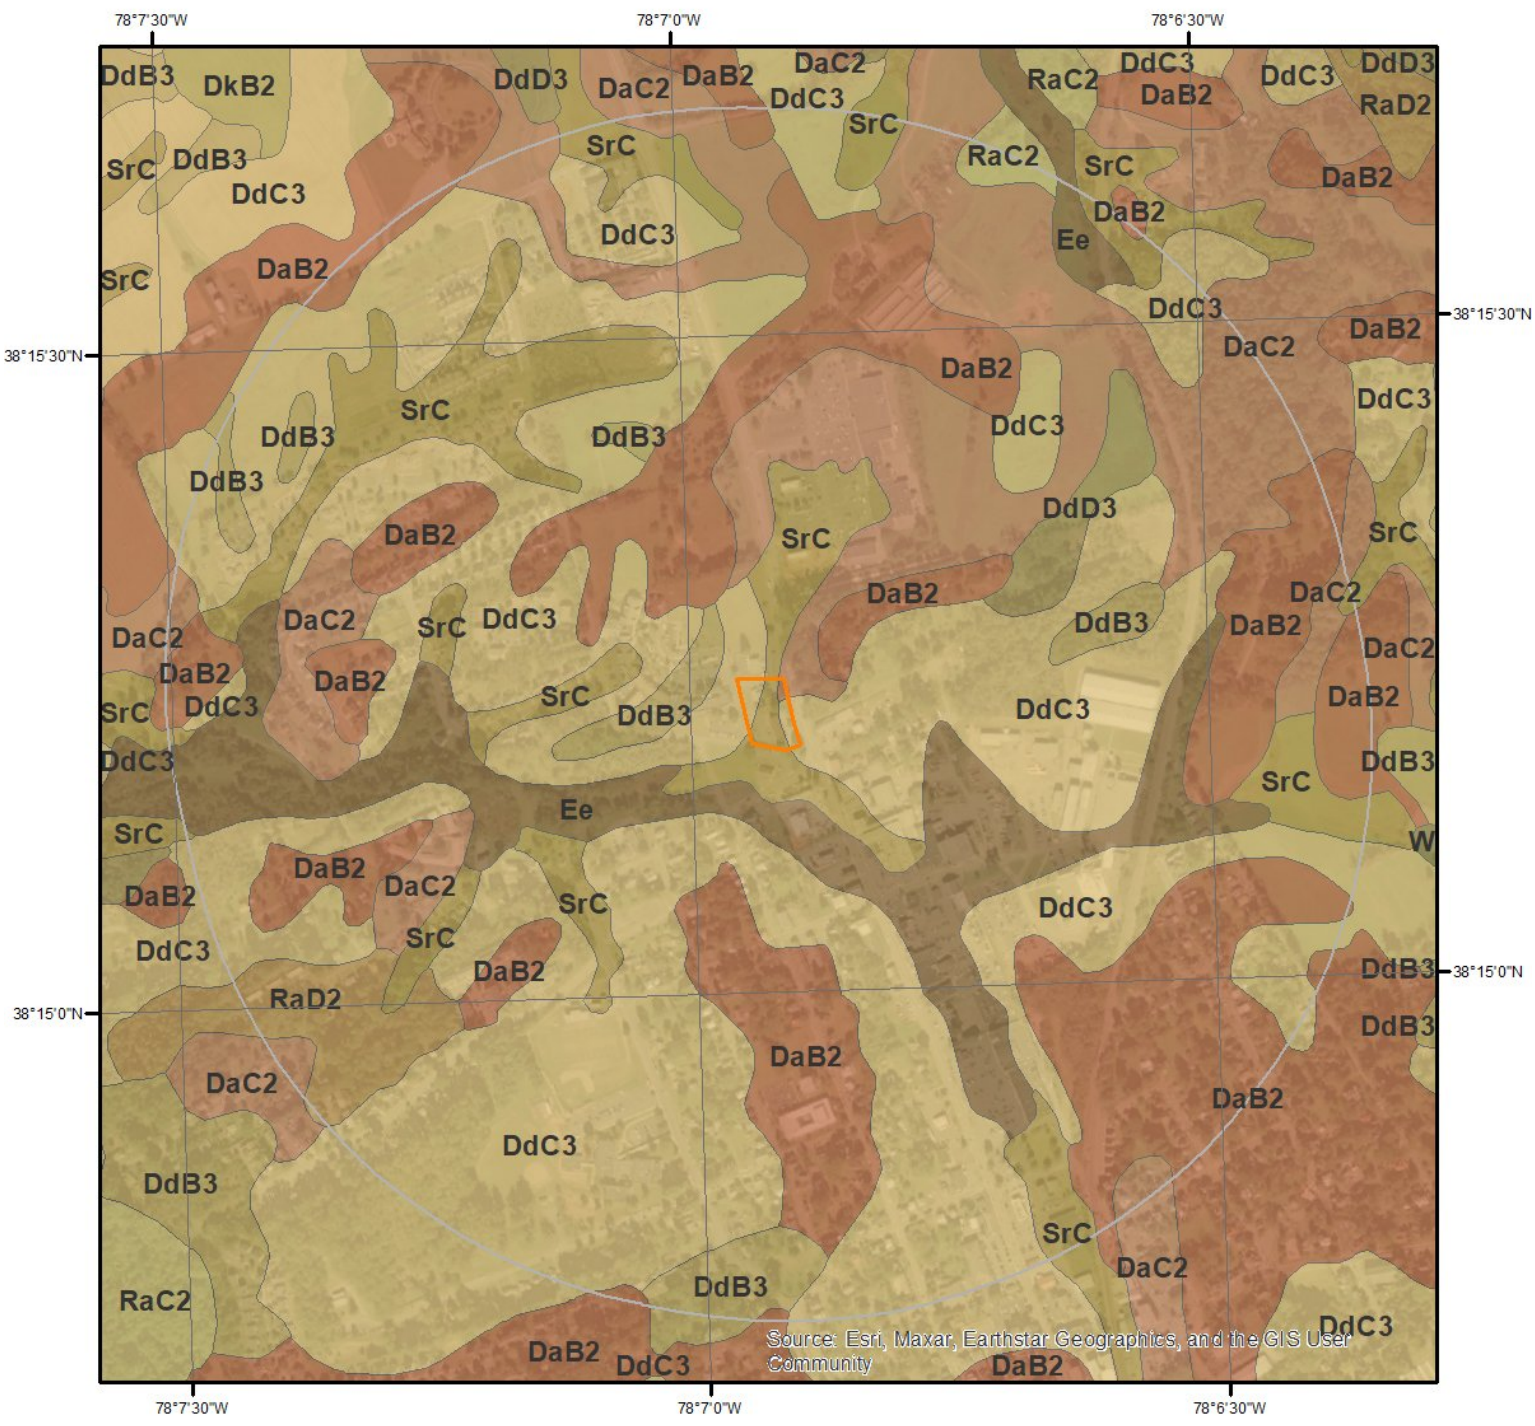 78°7'30"W 78°7'0"W 78°6'30"W
DdB3 DkB2 DdD3 DaC2 DaB2 DaC2 RaC2 DdC3 DdC3 DdD3
DdC3 DaB2 RaD2
SrC
SrC DdB3 SrC RaC2 SrC
DdC3 DaB2
DaB2
DdC3 Ee
SrC DaB2
DdC3
38°15'30"N 38°15'30"N
DaB2
DaC2
DaB2
DdC3
SrC
DdB3 DdB3 DdC3
DdB3
DdD3
DaB2 SrC SrC
DaB2 DaC2
DaC2 SrC DdC3 DdB3 DaB2
DaC2 DaC2
DaB2 DaB2 SrC DaB2
SrC DdC3 DdB3 DdC3
DdC3 DdB3
SrC
Ee
SrC W
DaB2
DaB2 DaC2 SrC DdC3
SrC
DdC3 DaB2 DdB3
38°15'0"N 38°15'0"N
RaD2
DdB3
DaB2
DaC2 DaB2
DdC3
DdB3
SrC
DaC2
DdB3
RaC2
DdC3
Source: Esri, Maxar, Earthstar Geographics, and the GIS User
Community
DaB2 DdC3 DaB2
78°7'30"W 78°7'0"W 78°6'30"W